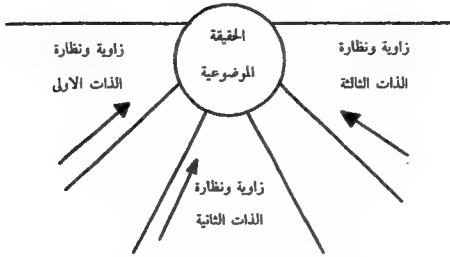 الحقيقة
الموضوعية
زاوية ونظارة
الذات الثالثة
زاوية ونظارة
الذات الاولى
زاوية ونظارة
الذات الثانية